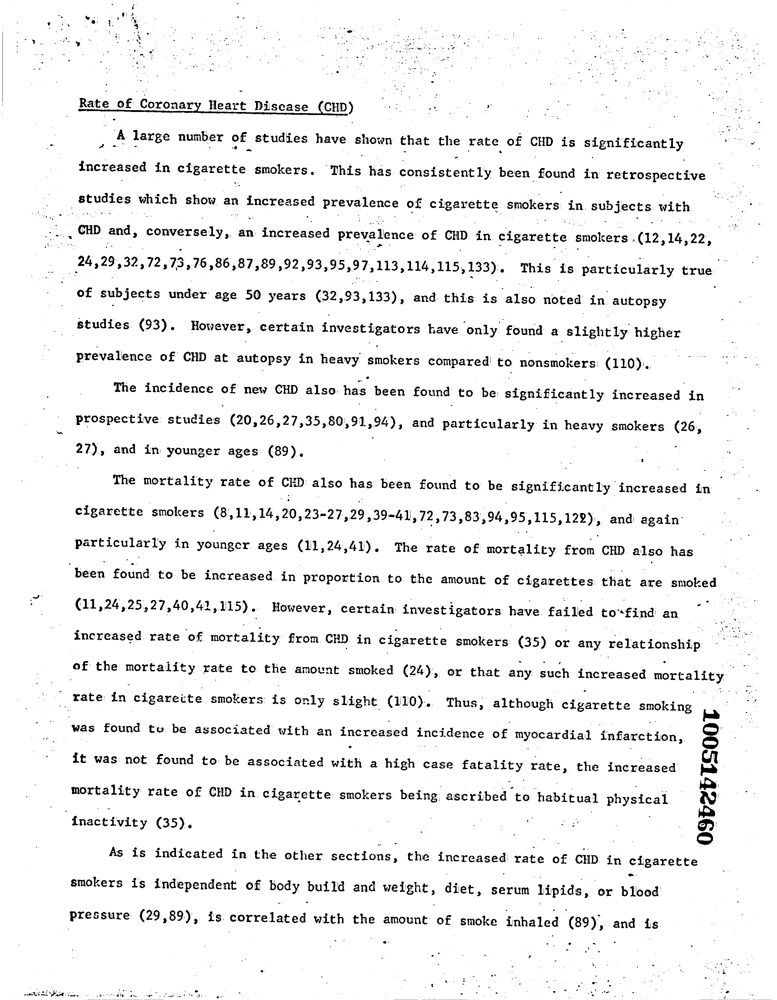 Rate of Coronary Heart Disease (CHD)
A large number of studies have shown that the rate of CHD is significantly
increased in cigarette smokers. This has consistently been found in retrospective
studies which show an increased prevalence of cigarette smokers in subjects with
CHD and, conversely, an increased prevalence of CHD in cigarette smokers (12,14,22,
24,29,32,72,73,76,86,87,89,92,93,95,97,113,114,115,133). This is particularly true
of subjects under age 50 years (32,93,133), and this is also noted in autopsy
studies (93). However, certain investigators have only found a slightly higher
prevalence of CHD at autopsy in heavy smokers compared to nonsmokers (110).
The incidence of new CHD also has been found to be significantly increased in
prospective studies (20,26,27,35,80,91,94), and particularly in heavy smokers (26,
27), and in younger ages (89).
The mortality rate of CHD also has been found to be significantly increased in
cigarette smokers (8,11,14,20,23-27,29,39-41,72,73,83,94,95,115,122), and again
particularly in younger ages (11,24,41). The rate of mortality from CHD also has
been found to be increased in proportion to the amount of cigarettes that are smoked
(11,24,25,27,40,41,115). However, certain investigators have failed to find an
increased rate of mortality from CHD in cigarette smokers (35) or any relationship
of the mortality rate to the amount smoked (24), or that any such increased mortality
rate in cigarette smokers is only slight (110). Thus, although cigarette smoking
was found to be associated with an increased incidence of myocardial infarction,
it was not found to be associated with a high case fatality rate, the increased
mortality rate of CHD in cigarette smokers being ascribed to habitual physical
inactivity (35).
As is indicated in the other sections, the increased rate of CHD in cigarette
smokers is independent of body build and weight, diet, serum lipids, or blood
pressure (29,89), is correlated with the amount of smoke inhaled (89), and is
1005142460